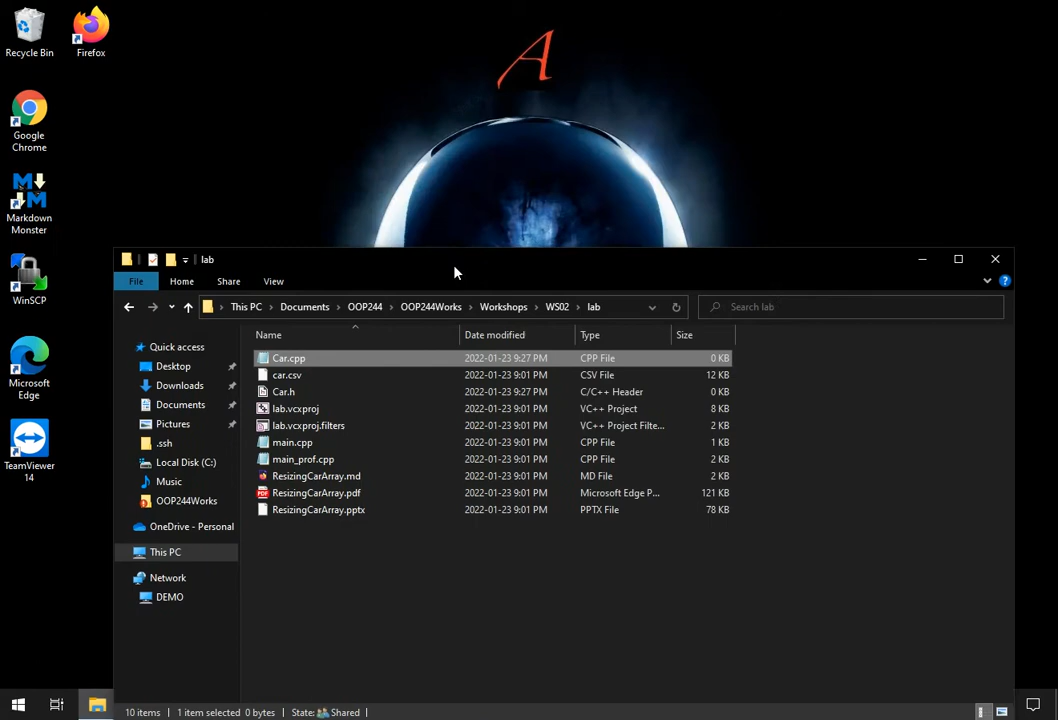 Recycle Bin
Firefox
A
Google
Chrome
Markdown
Monster
WinSCP
Microsoft
Edge
TeamViewer
14
lab
File Home Share View
This PC Documents OOP244 OOP244Works Workshops WS02 lab Search lab
Name Date modified Type Size
Quick access
Desktop
Downloads
Documents
Pictures
.ssh
Local Disk (C:)
Music
OOP244Works
OneDrive - Personal
This PC
Network
DEMO
Car.cpp 2022-01-23 9:27 PM CPP File 0 KB
car.csv 2022-01-23 9:01 PM CSV File 12 KB
Car.h 2022-01-23 9:27 PM C/C++ Header 0 KB
lab.vcxproj 2022-01-23 9:01 PM VC++ Project 8 KB
lab.vcxproj.filters 2022-01-23 9:01 PM VC++ Project Filte... 2 KB
main.cpp 2022-01-23 9:01 PM CPP File 1 KB
main_prof.cpp 2022-01-23 9:01 PM CPP File 2 KB
ResizingCarArray.md 2022-01-23 9:01 PM MD File 2 KB
ResizingCarArray.pdf 2022-01-23 9:01 PM Microsoft Edge P... 121 KB
ResizingCarArray.pptx 2022-01-23 9:01 PM PPTX File 78 KB
10 items 1 item selected 0 bytes State: Shared